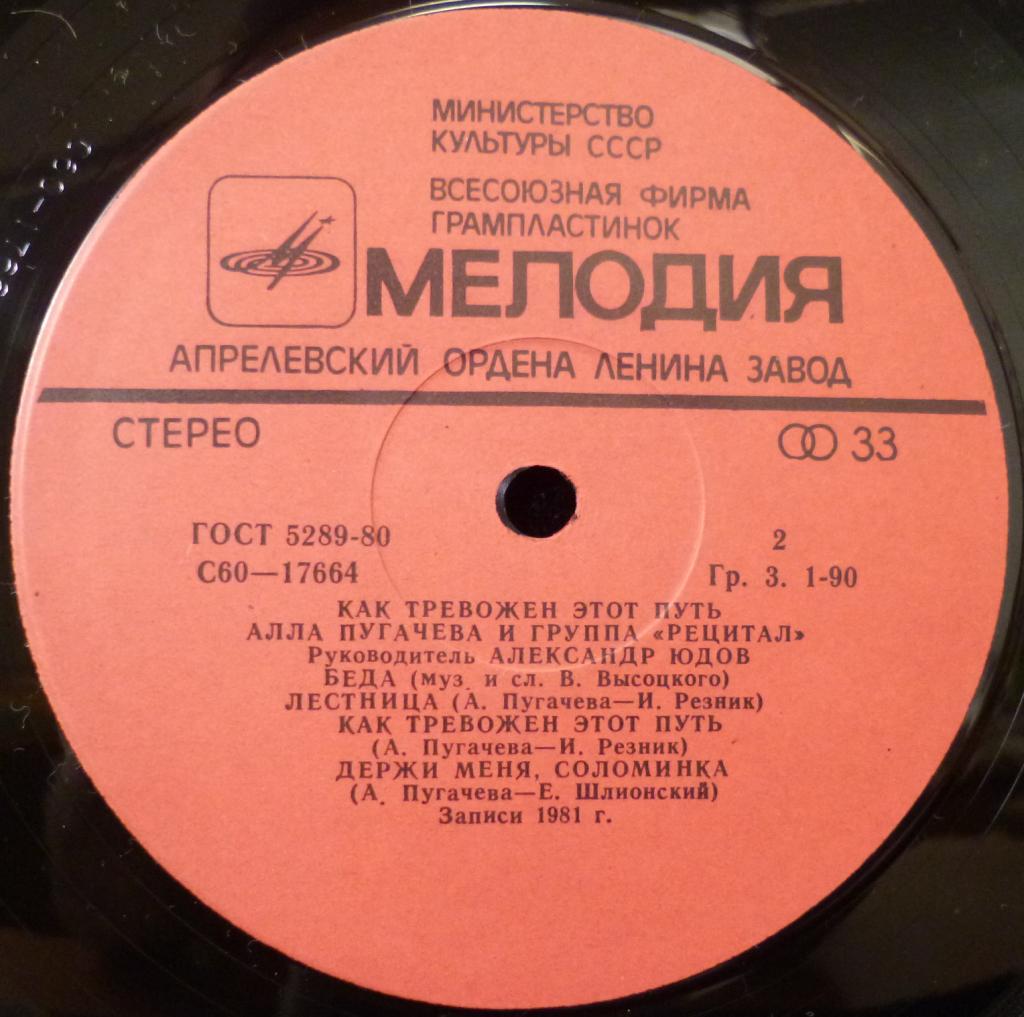 МИНИСТЕРСТВО
КУЛЬТУРЫ СССР
ВСЕСОЮЗНАЯ ФИРМА
ГРАМПЛАСТИНОК
МЕЛОДИЯ
АПРЕЛЕВСКИЙ ОРДЕНА ЛЕНИНА ЗАВОД
СТЕРЕО 33
ГОСТ 5289-80 2
С60—17664 Гр. 3. 1-90
КАК ТРЕВОЖЕН ЭТОТ ПУТЬ
АЛЛА ПУГАЧЕВА И ГРУППА «РЕЦИТАЛ»
Руководитель АЛЕКСАНДР ЮДОВ
БЕДА (муз и сл. В. Высоцкого)
ЛЕСТНИЦА (А. Пугачева—И. Резник)
КАК ТРЕВОЖЕН ЭТОТ ПУТЬ
(А. Пугачева—И. Резник)
ДЕРЖИ МЕНЯ, СОЛОМИНКА
(А. Пугачева—Е. Шлионский)
Записи 1981 г.